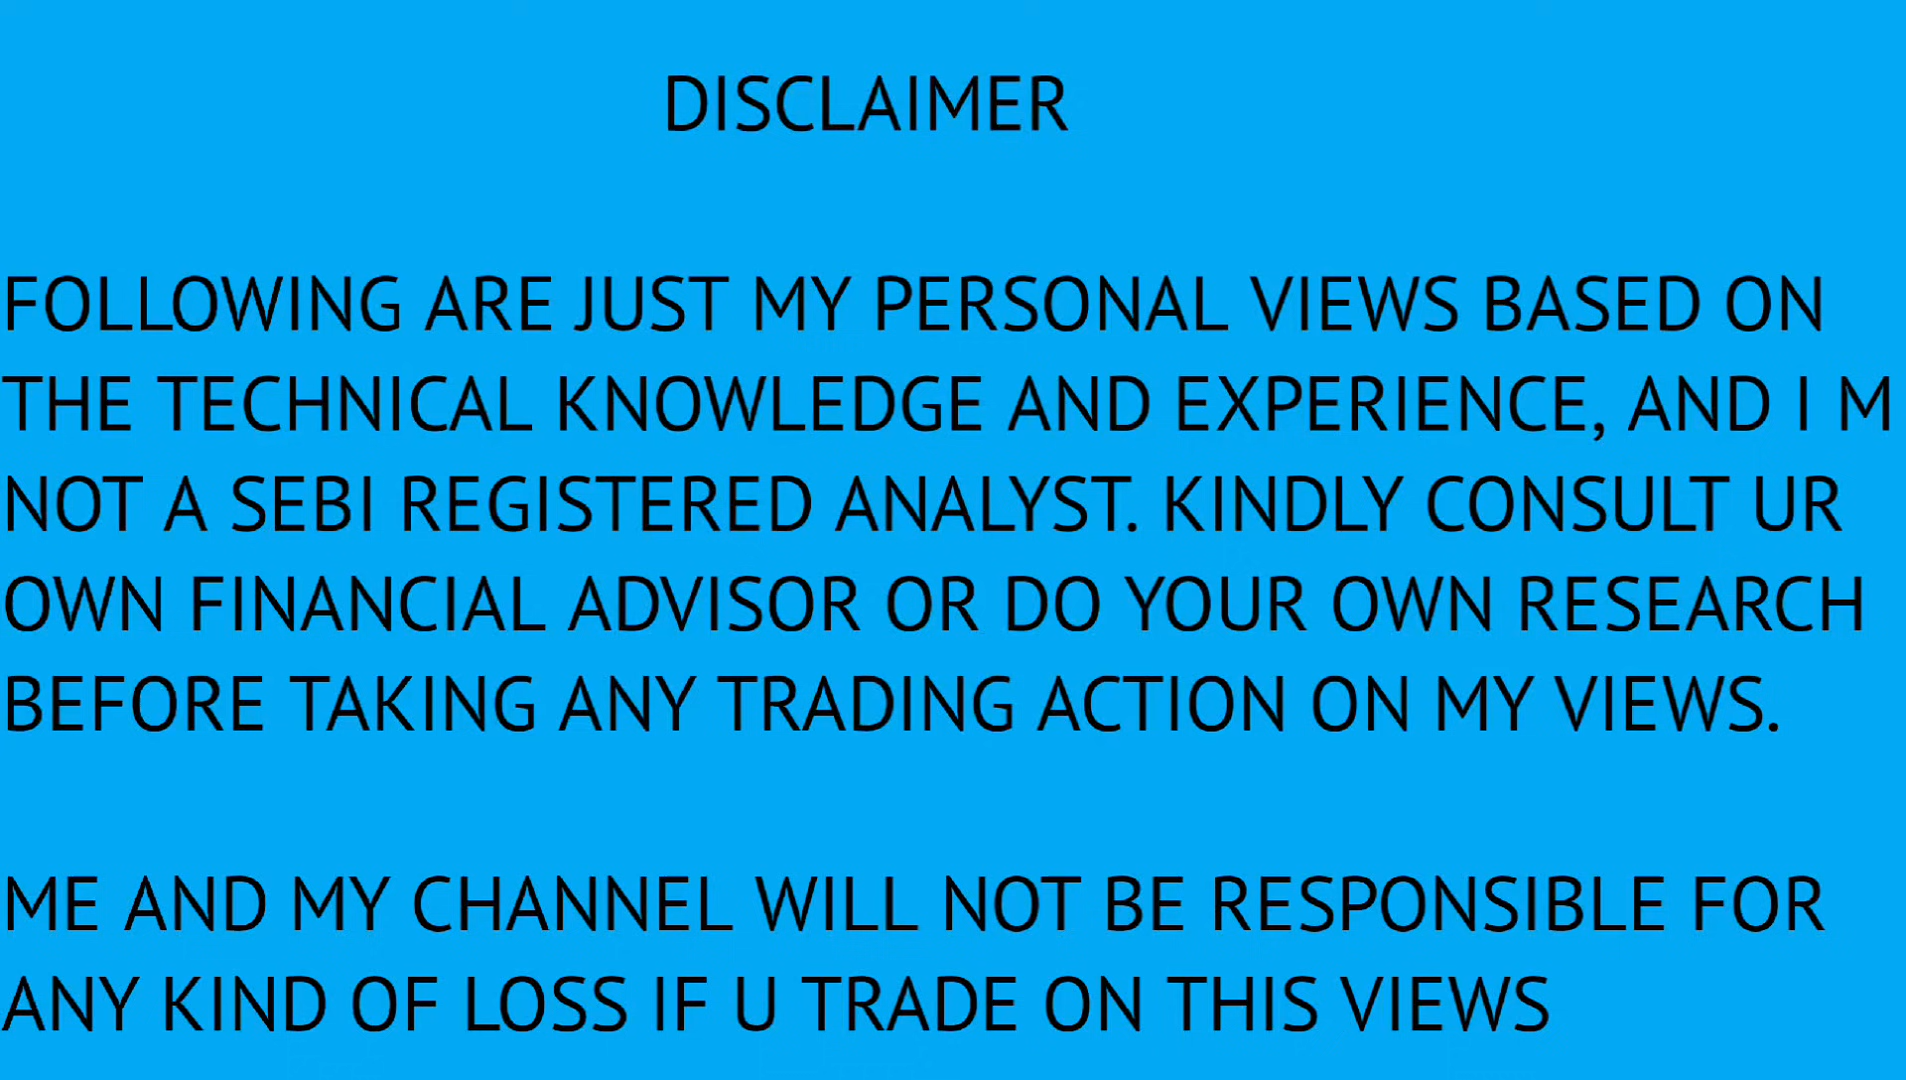 DISCLAIMER
FOLLOWING ARE JUST MY PERSONAL VIEWS BASED ON
THE TECHNICAL KNOWLEDGE AND EXPERIENCE, AND I M
NOT A SEBI REGISTERED ANALYST. KINDLY CONSULT UR
OWN FINANCIAL ADVISOR OR DO YOUR OWN RESEARCH
BEFORE TAKING ANY TRADING ACTION ON MY VIEWS.
ME AND MY CHANNEL WILL NOT BE RESPONSIBLE FOR
ANY KIND OF LOSS IF U TRADE ON THIS VIEWS